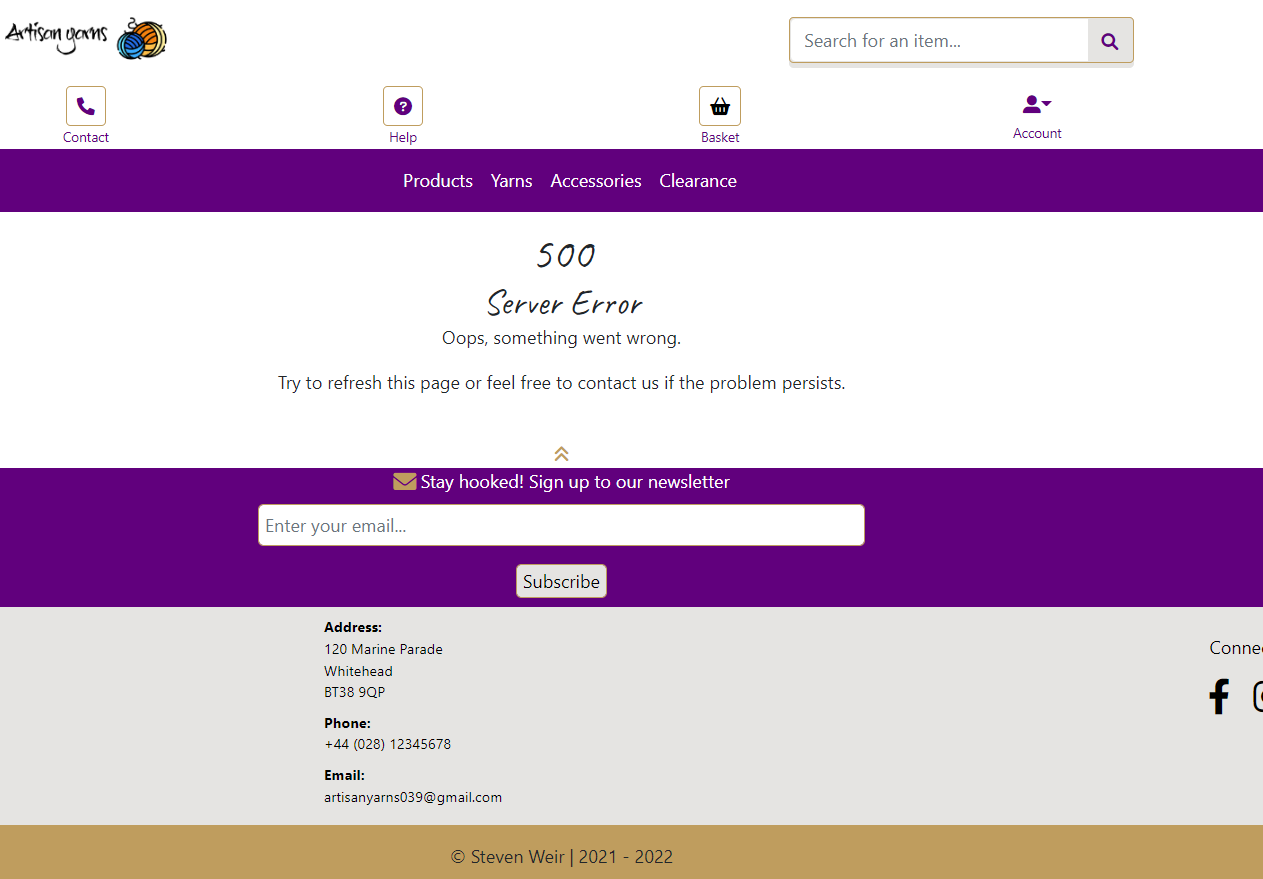 Artisan yarns
Search for an item...
Contact
Help
Basket
Account
Products Yarns Accessories Clearance
500
Server Error
Oops, something went wrong.
Try to refresh this page or feel free to contact us if the problem persists.
Stay hooked! Sign up to our newsletter
Enter your email...
Subscribe
Address:
120 Marine Parade
Whitehead
BT38 9QP
Phone:
+44 (028) 12345678
Email:
artisanyarns039@gmail.com
© Steven Weir | 2021 - 2022